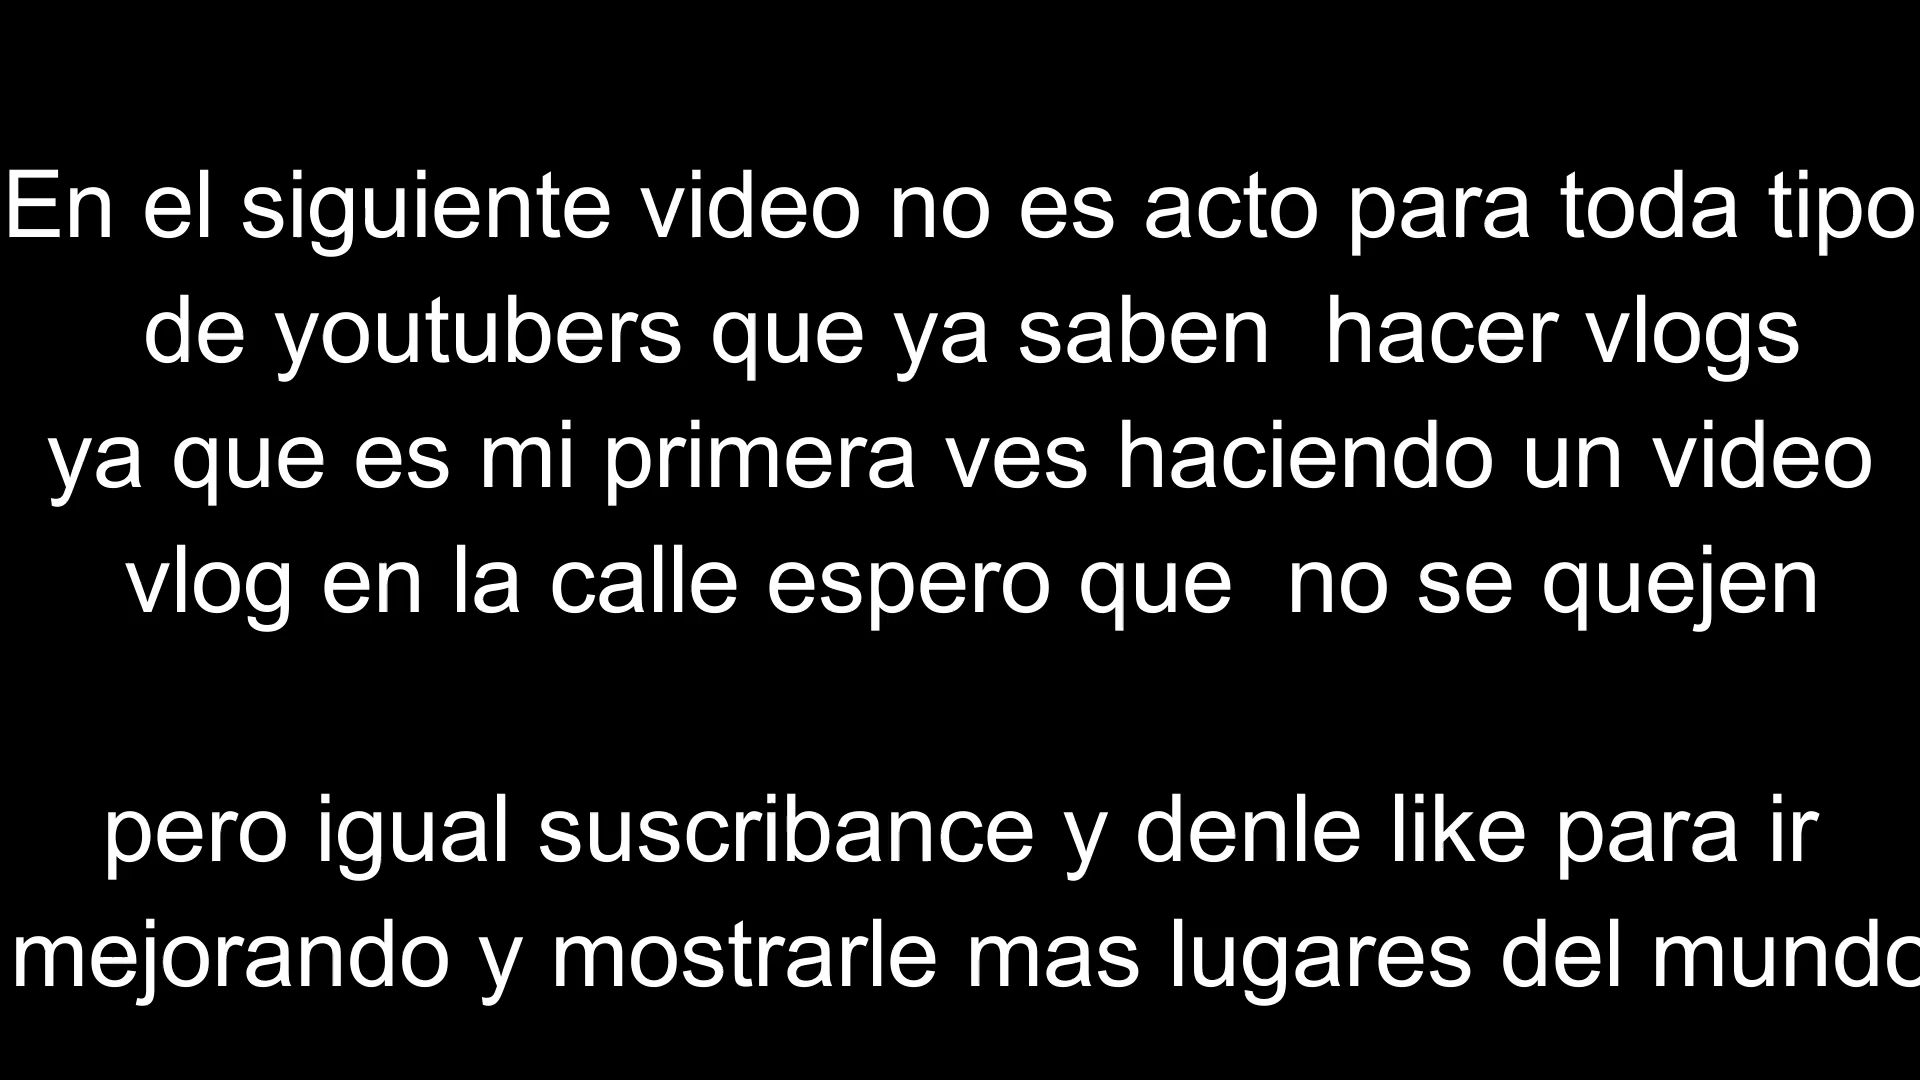 En el siguiente video no es acto para toda tipo
de youtubers que ya saben  hacer vlogs
ya que es mi primera ves haciendo un video
vlog en la calle espero que  no se quejen
pero igual suscribance y denle like para ir
mejorando y mostrarle mas lugares del mundo